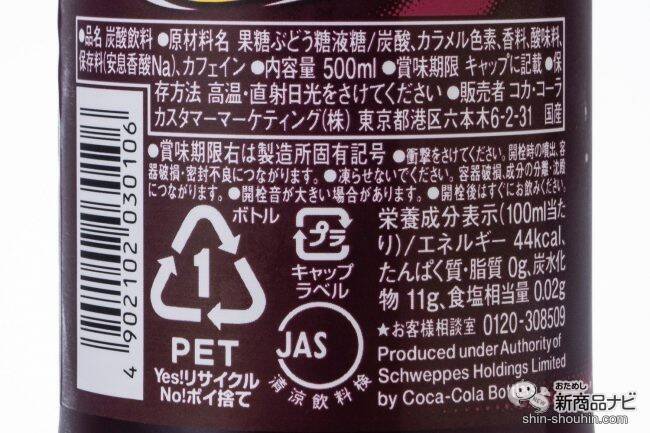 ●品名 炭酸飲料 ●原材料名 果糖ぶどう糖液糖/炭酸、カラメル色素、香料、酸味料、
保存料(安息香酸Na)、カフェイン ●内容量 500ml ●賞味期限 キャップに記載 ●保
存方法 高温・直射日光をさけてください ●販売者 コカ・コーラ
カスタマーマーケティング(株) 東京都港区六本木6-2-31 国産
●賞味期限右は製造所固有記号 ●衝撃をさけてください。開栓時の噴出、容
器破損・密封不良につながります。●凍らせないでください。容器破損、成分の分離・沈殿
につながります。●開栓音が大きい場合があります。●開栓後はすぐにお飲みください。
4 902102 030106
ボトル
1
PET
Yes!リサイクル
No!ポイ捨て
プラ
キャップ
ラベル
JAS
清涼飲料検
栄養成分表示(100ml当た
り)/エネルギー 44kcal、
たんぱく質・脂質 0g、炭水化
物 11g、食塩相当量 0.02g
★お客様相談室 0120-308509
Produced under Authority of
Schweppes Holdings Limited
by Coca-Cola Bott
おためし
新商品ナビ
shin-shouhin.com